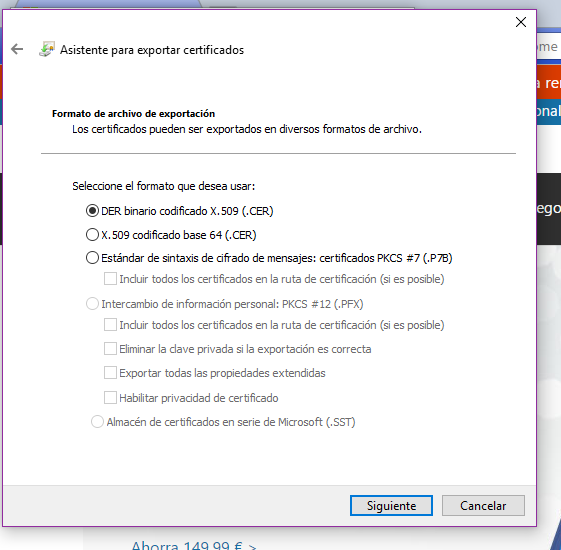 Asistente para exportar certificados
ome
a re
onal
Formato de archivo de exportación
Los certificados pueden ser exportados en diversos formatos de archivo.
Seleccione el formato que desea usar:
ego
DER binario codificado X.509 (.CER)
X.509 codificado base 64 (.CER)
Estándar de sintaxis de cifrado de mensajes: certificados PKCS #7 (.P7B)
Incluir todos los certificados en la ruta de certificación (si es posible)
Intercambio de información personal: PKCS #12 (.PFX)
Incluir todos los certificados en la ruta de certificación (si es posible)
Eliminar la clave privada si la exportación es correcta
Exportar todas las propiedades extendidas
Habilitar privacidad de certificado
Almacén de certificados en serie de Microsoft (.SST)
Siguiente
Cancelar
Ahorra 149,99 € >